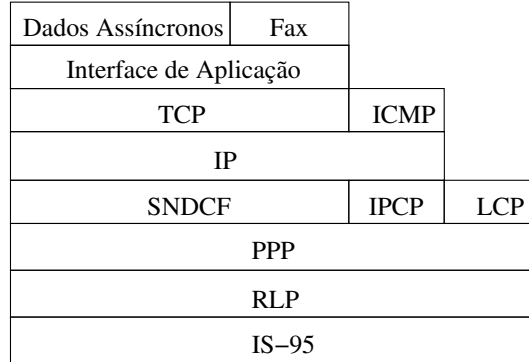 Dados Assíncronos Fax
Interface de Aplicação
TCP ICMP
IP
SNDCF IPCP LCP
PPP
RLP
IS−95